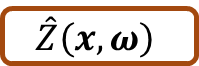 Ẑ(𝒙, 𝝎)